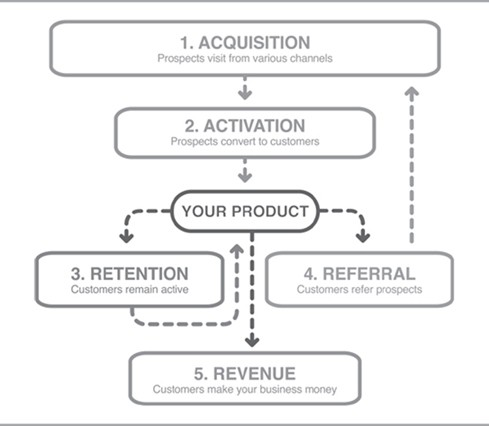 1. ACQUISITION
Prospects visit from various channels
2. ACTIVATION
Prospects convert to customers
YOUR PRODUCT
3. RETENTION
Customers remain active
4. REFERRAL
Customers refer prospects
5. REVENUE
Customers make your business money